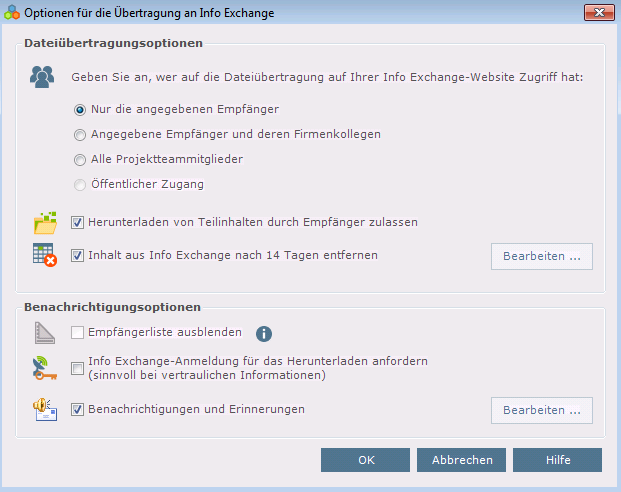 Optionen für die Übertragung an Info Exchange
Dateiübertragungsoptionen
Geben Sie an, wer auf die Dateiübertragung auf Ihrer Info Exchange-Website Zugriff hat:
Nur die angegebenen Empfänger
Angegebene Empfänger und deren Firmenkollegen
Alle Projektteammitglieder
Öffentlicher Zugang
Herunterladen von Teilinhalten durch Empfänger zulassen
Inhalt aus Info Exchange nach 14 Tagen entfernen
Bearbeiten ...
Benachrichtigungsoptionen
Empfängerliste ausblenden
Info Exchange-Anmeldung für das Herunterladen anfordern
(sinnvoll bei vertraulichen Informationen)
Benachrichtigungen und Erinnerungen
Bearbeiten ...
OK
Abbrechen
Hilfe